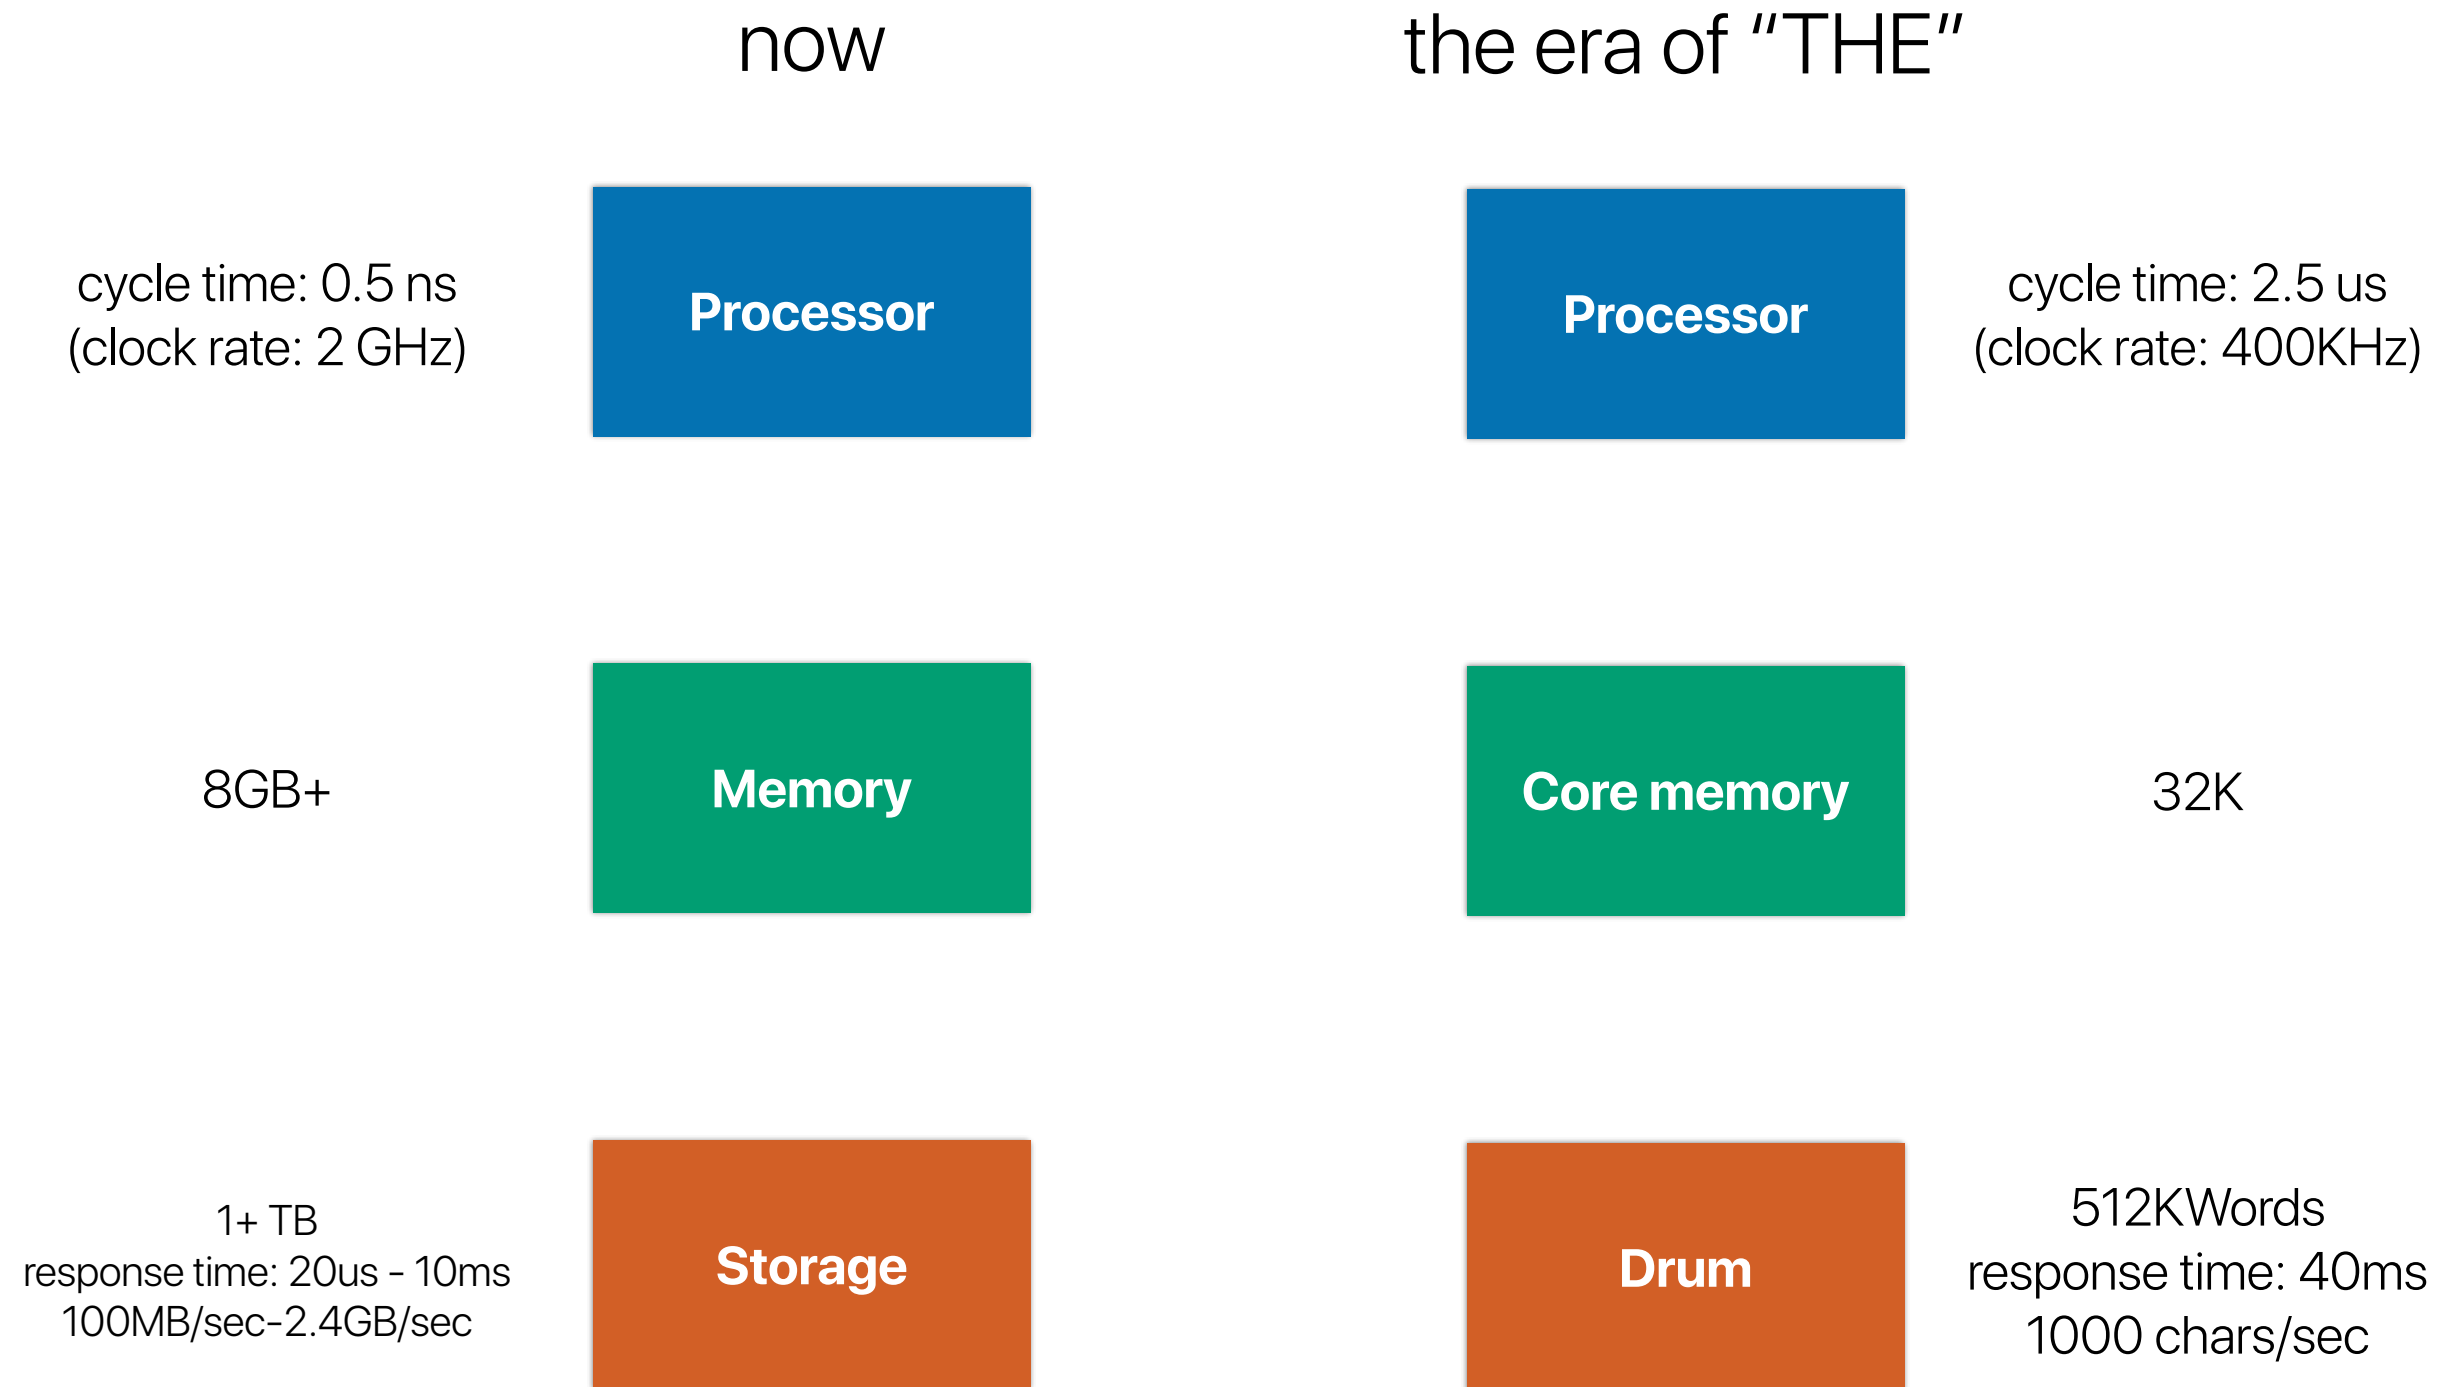 now
the era of “THE”
cycle time: 0.5 ns
(clock rate: 2 GHz)
Processor
Processor
cycle time: 2.5 us
(clock rate: 400KHz)
8GB+
Memory
Core memory
32K
1+ TB
response time: 20us - 10ms
100MB/sec-2.4GB/sec
Storage
Drum
512KWords
response time: 40ms
1000 chars/sec